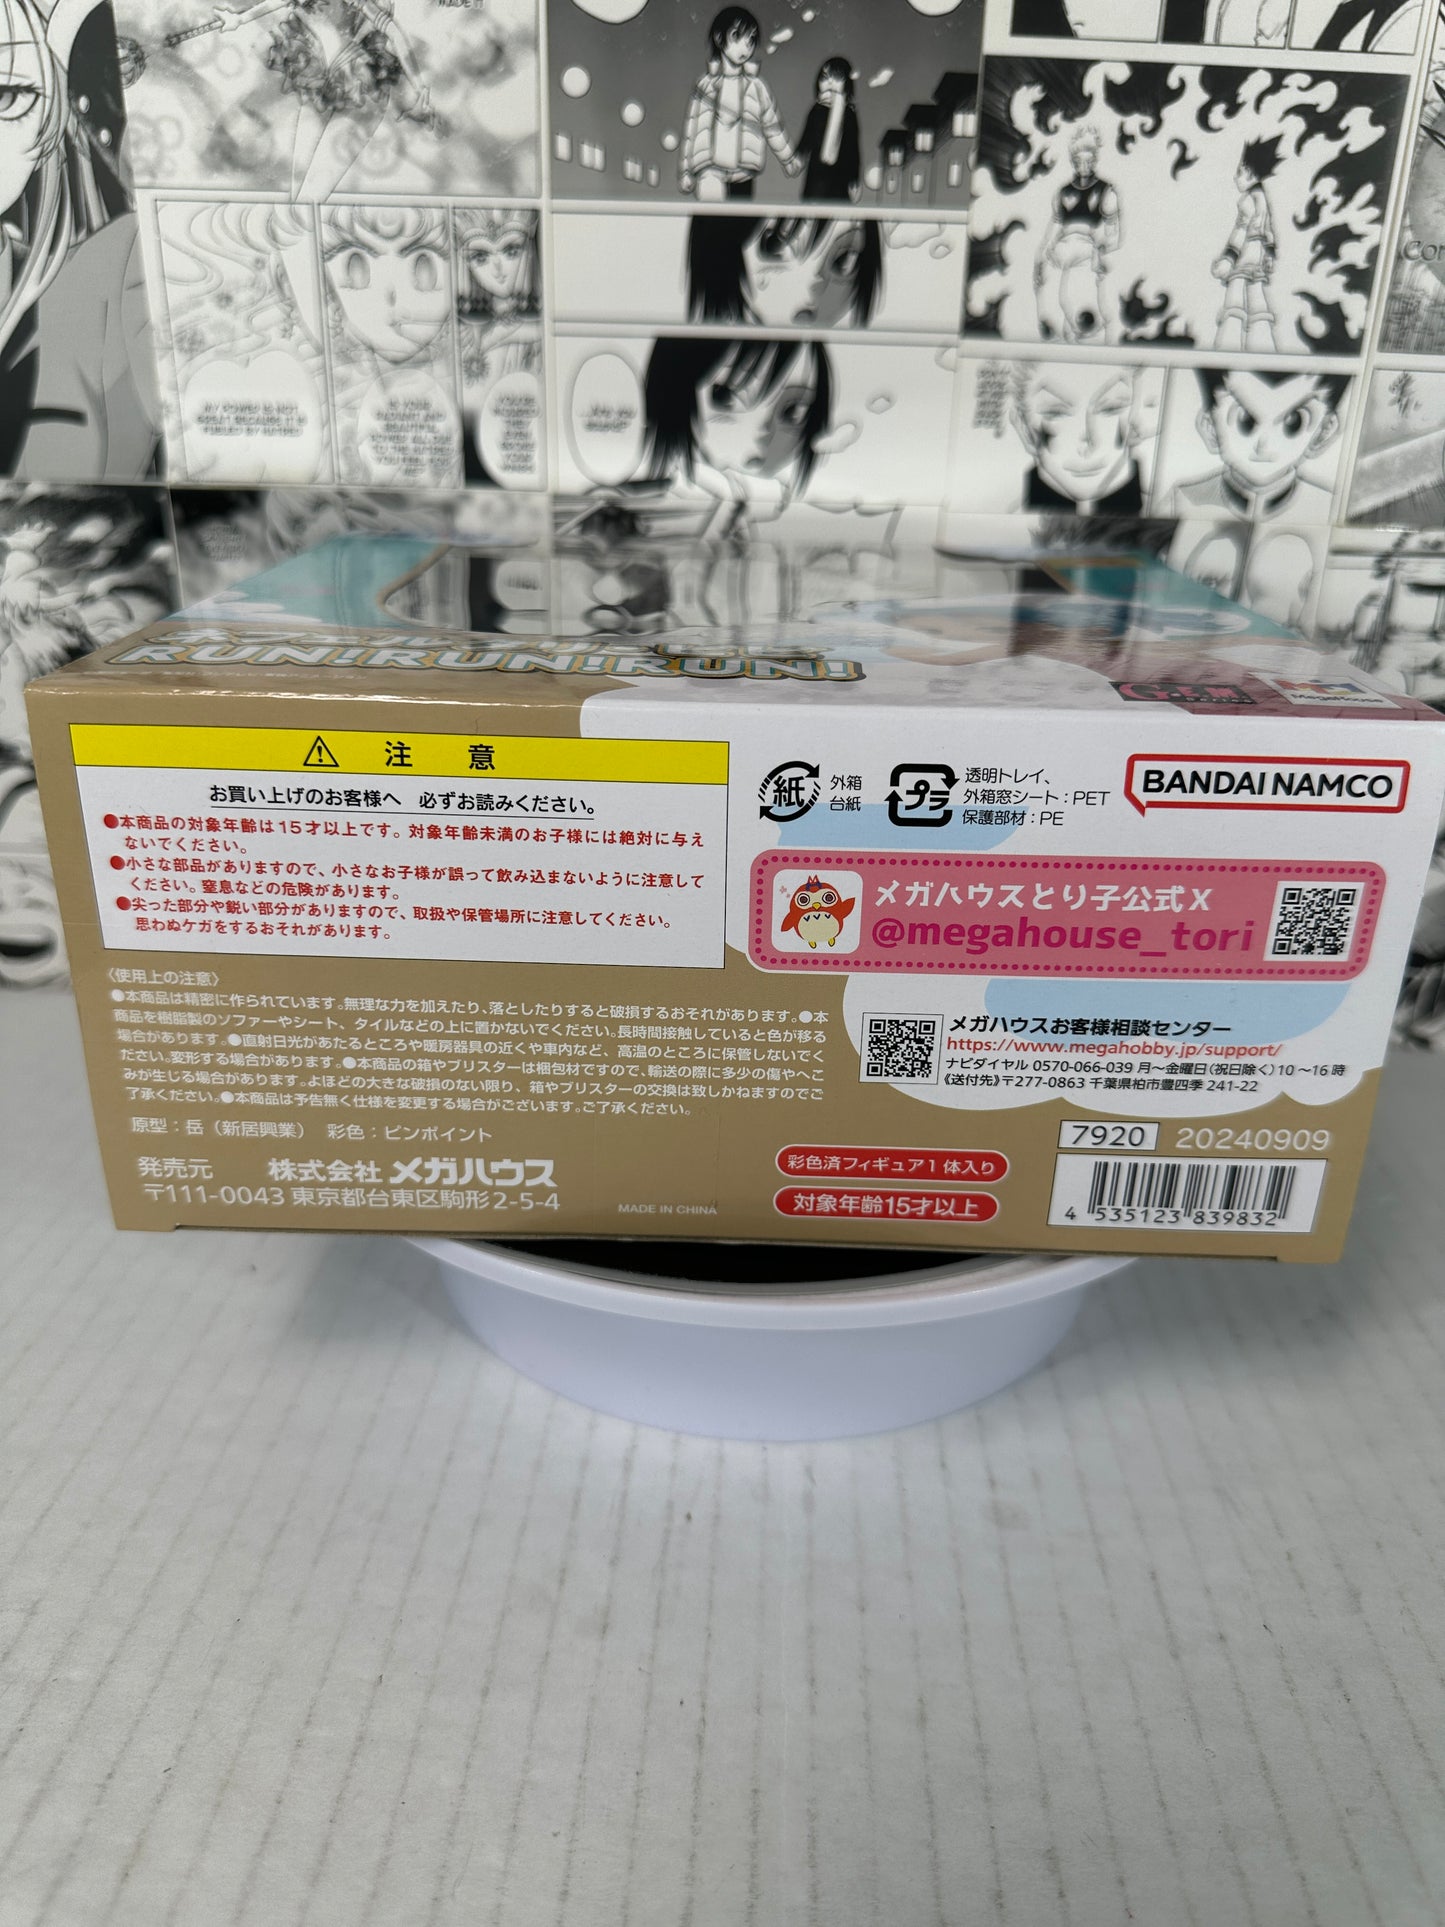 MY POWER IS NOT
GREAT BECAUSE IT IS
FUELED BY HATRED
RUN!RUN!RUN!
G.E.M.
MegaHouse
注意
お買い上げのお客様へ 必ずお読みください。
●本商品の対象年齢は15才以上です。対象年齢未満のお子様には絶対に与え
ないでください。
●小さな部品がありますので、小さなお子様が誤って飲み込まないように注意して
ください。窒息などの危険があります。
●尖った部分や鋭い部分がありますので、取扱や保管場所に注意してください。
思わぬケガをするおそれがあります。
紙
外箱
台紙
プラ
透明トレイ、
外箱窓シート：PET
保護部材：PE
BANDAI NAMCO
メガハウスとり子公式X
@megahouse_tori
〈使用上の注意〉
●本商品は精密に作られています。無理な力を加えたり、落としたりすると破損するおそれがあります。●本
商品を樹脂製のソファーやシート、タイルなどの上に置かないでください。長時間接触していると色が移る
場合があります。●直射日光があたるところや暖房器具の近くや車内など、高温のところに保管しないでく
ださい。変形する場合があります。●本商品の箱やブリスターは梱包材ですので、輸送の際に多少の傷やへこ
みが生じる場合があります。よほどの大きな破損のない限り、箱やブリスターの交換は致しかねますのでご
了承ください。●本商品は予告無く仕様を変更する場合がございます。ご了承ください。
メガハウスお客様相談センター
https://www.megahobby.jp/support/
ナビダイヤル 0570-066-039 月〜金曜日(祝日除く)10〜16時
《送付先》〒277-0863 千葉県柏市豊四季 241-22
原型：岳（新居興業） 彩色：ピンポイント
発売元 株式会社 メガハウス
〒111-0043 東京都台東区駒形2-5-4
MADE IN CHINA
彩色済フィギュア1体入り
対象年齢15才以上
7920 20240909
4 535123 839832